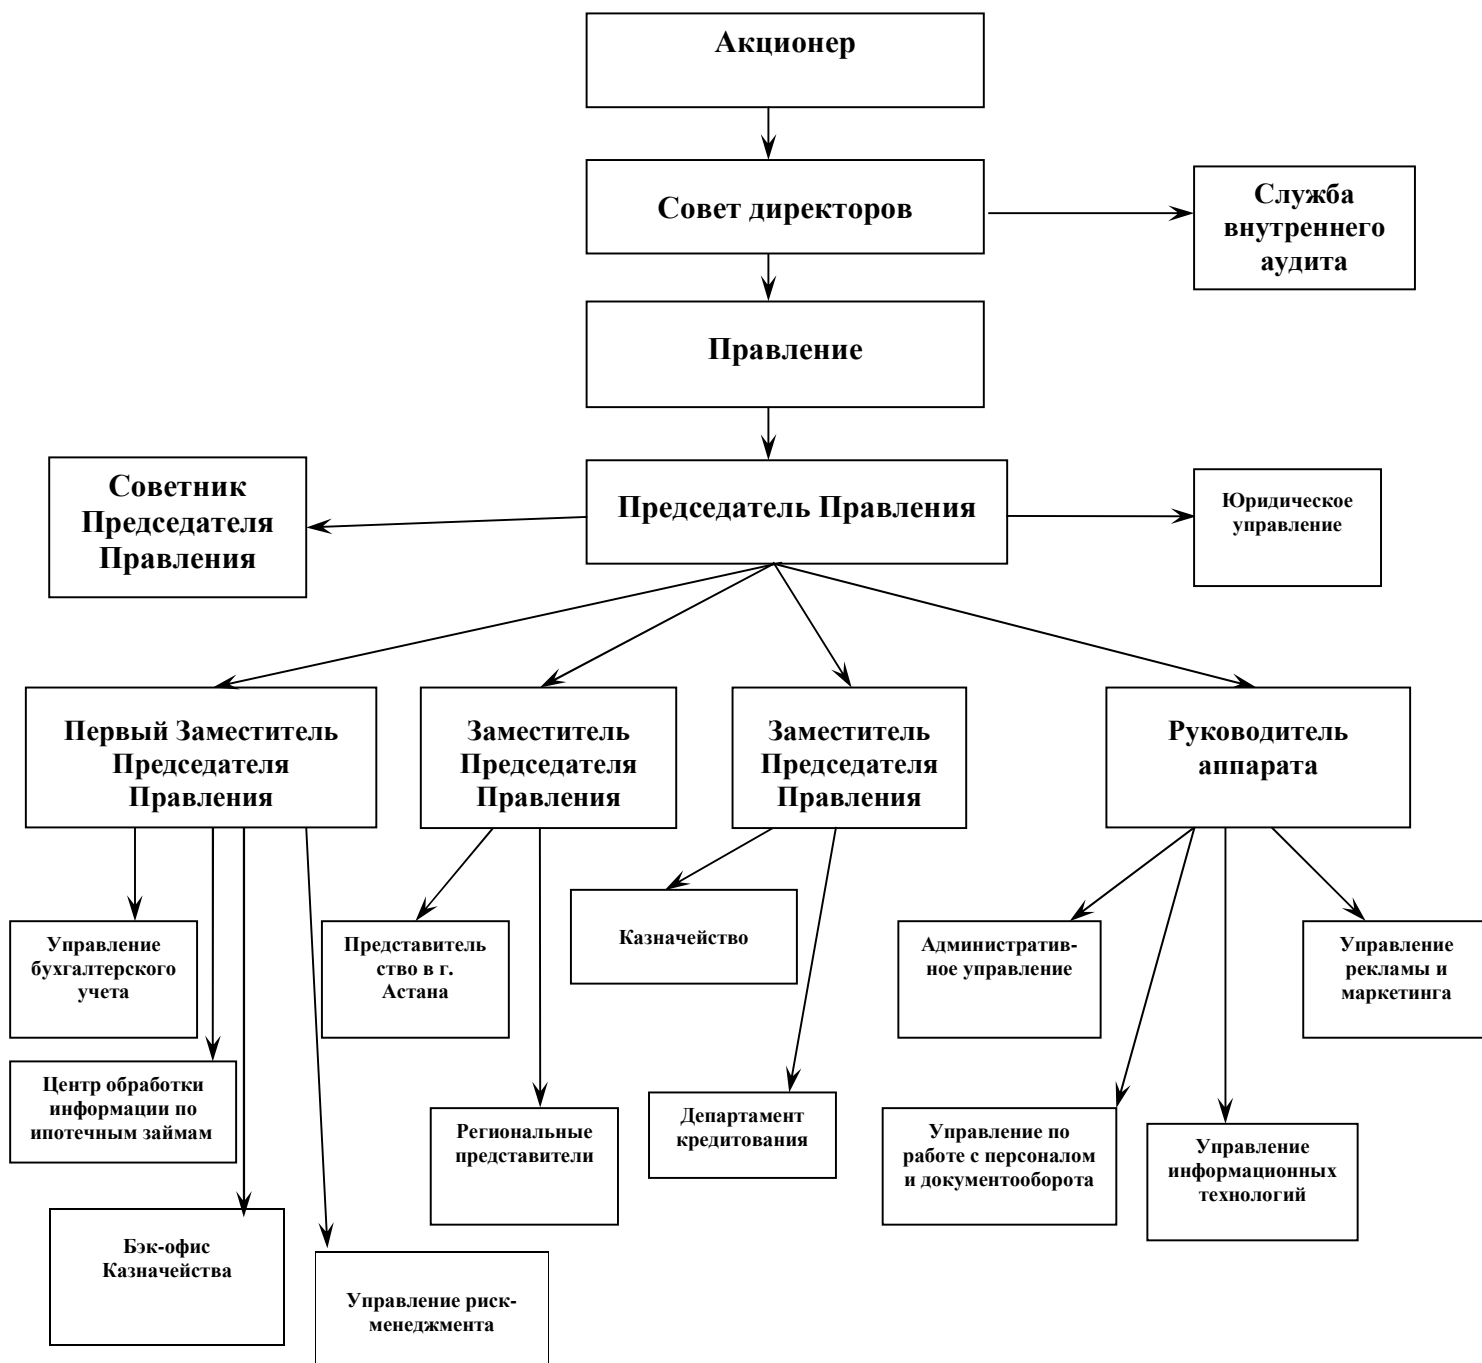 Акционер
Совет директоров
Служба
внутреннего
аудита
Правление
Советник
Председателя
Правления
Председатель Правления
Юридическое
управление
Первый Заместитель
Председателя
Правления
Заместитель
Председателя
Правления
Заместитель
Председателя
Правления
Руководитель
аппарата
Управление
бухгалтерского
учета
Представитель
ство в г.
Астана
Казначейство
Административ-
ное управление
Управление
рекламы и
маркетинга
Центр обработки
информации по
ипотечным займам
Региональные
представители
Департамент
кредитования
Управление по
работе с персоналом
и документооборота
Управление
информационных
технологий
Бэк-офис
Казначейства
Управление риск-
менеджмента